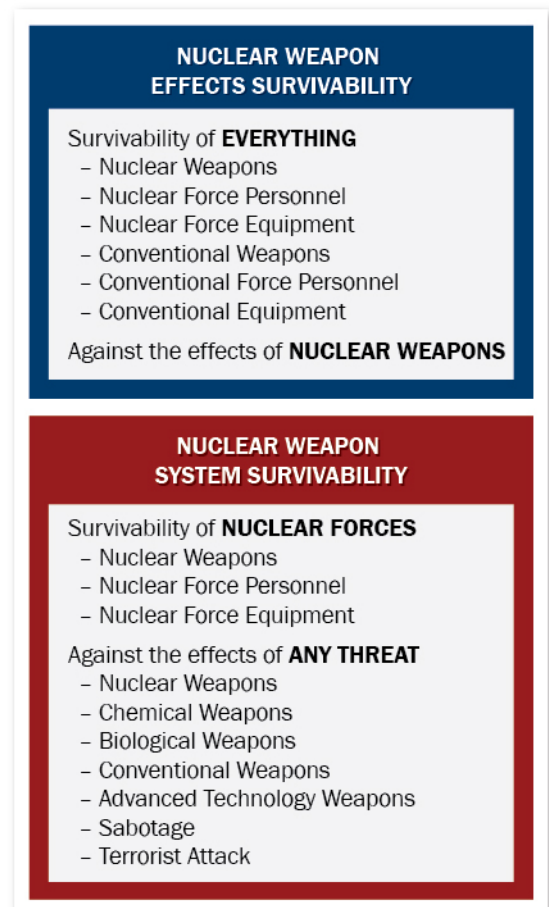 NUCLEAR WEAPON
EFFECTS SURVIVABILITY
Survivability of EVERYTHING
– Nuclear Weapons
– Nuclear Force Personnel
– Nuclear Force Equipment
– Conventional Weapons
– Conventional Force Personnel
– Conventional Equipment
Against the effects of NUCLEAR WEAPONS
NUCLEAR WEAPON
SYSTEM SURVIVABILITY
Survivability of NUCLEAR FORCES
– Nuclear Weapons
– Nuclear Force Personnel
– Nuclear Force Equipment
Against the effects of ANY THREAT
– Nuclear Weapons
– Chemical Weapons
– Biological Weapons
– Conventional Weapons
– Advanced Technology Weapons
– Sabotage
– Terrorist Attack